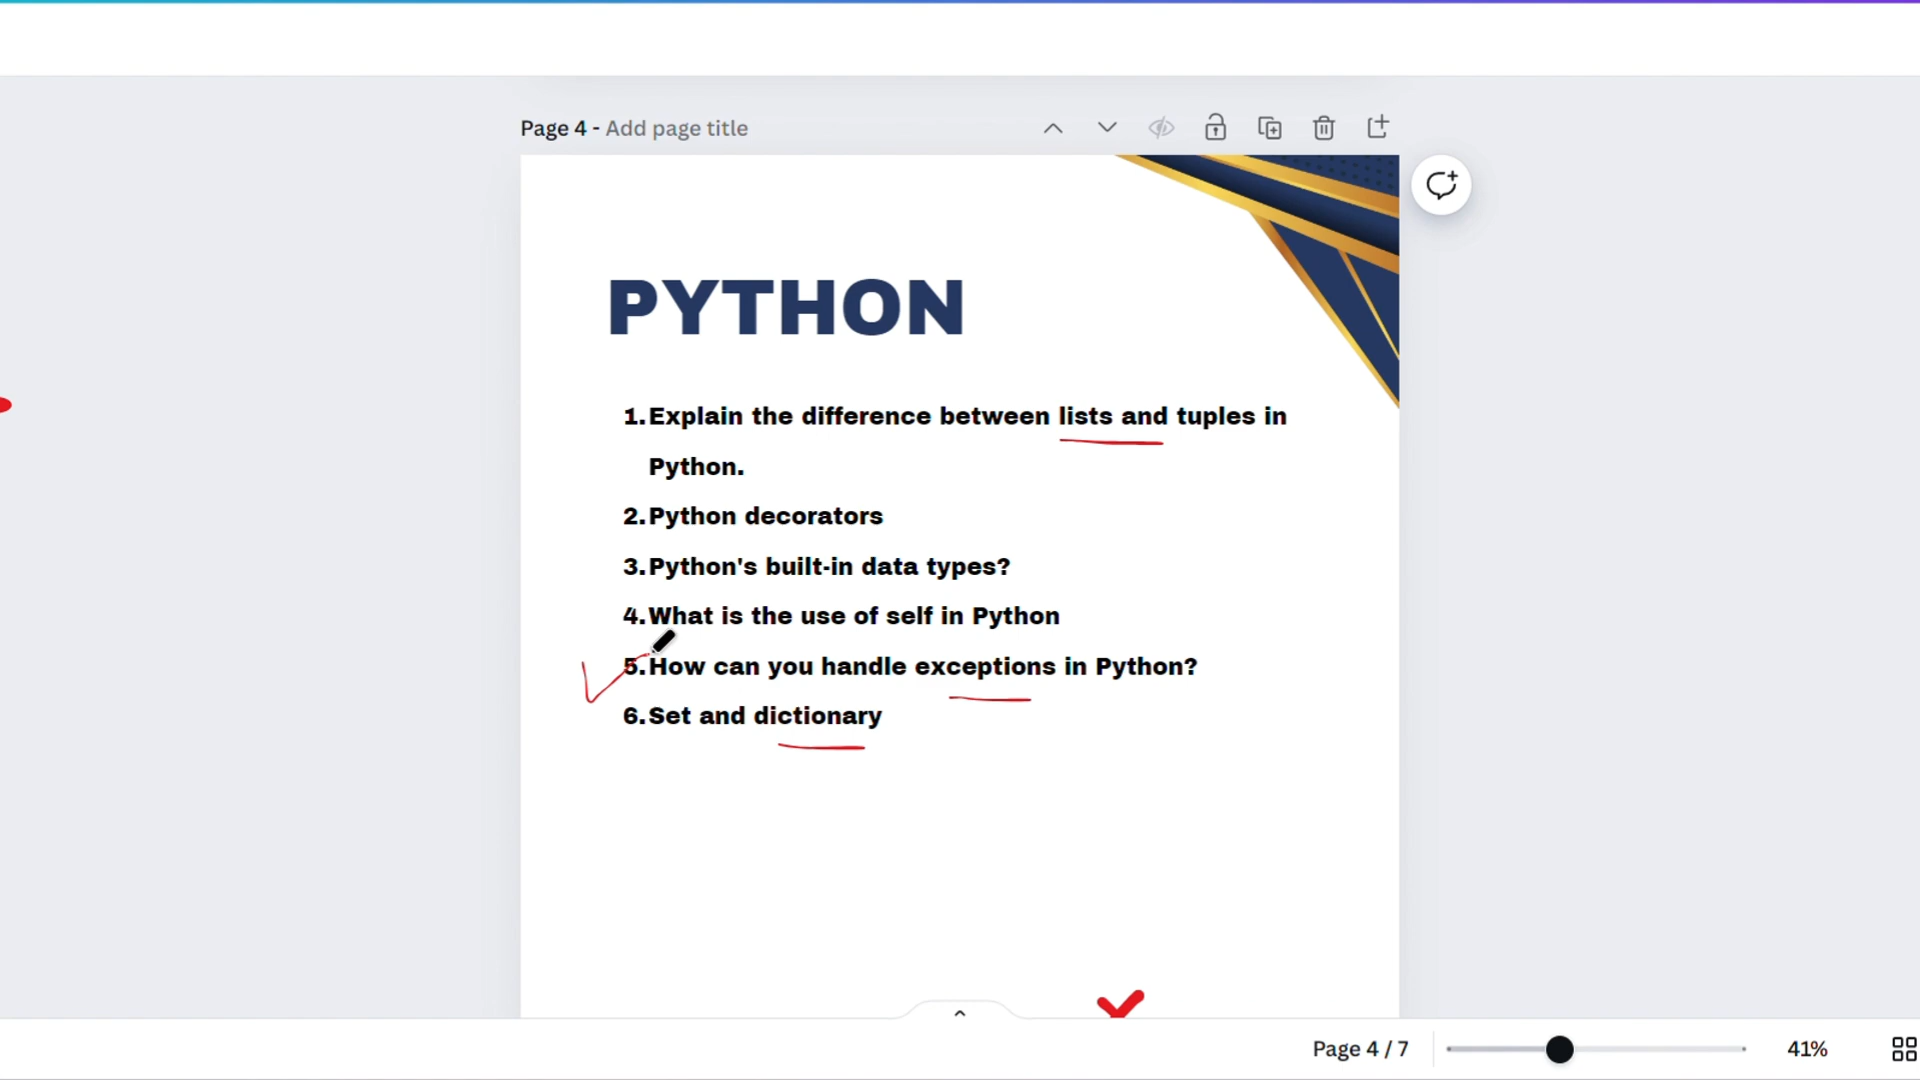 Page 4 - Add page title
PYTHON
1. Explain the difference between lists and tuples in
Python.
2. Python decorators
3. Python's built-in data types?
4. What is the use of self in Python
5. How can you handle exceptions in Python?
6. Set and dictionary
Page 4 / 7
41%